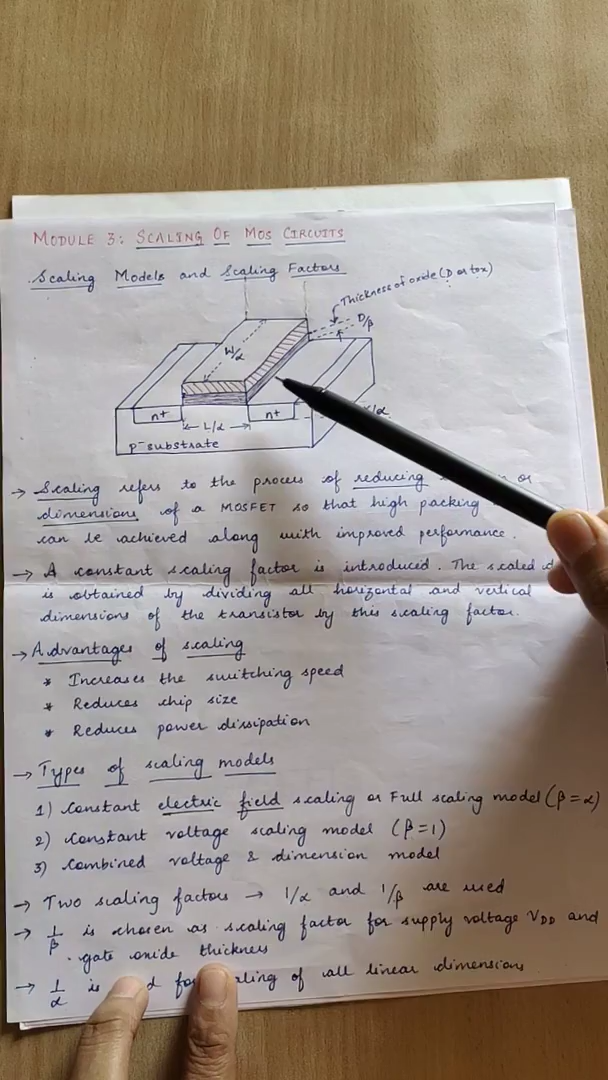 MODULE 3: SCALING OF MOS CIRCUITS
Scaling Models and Scaling Factors
Thickness of oxide (D or tox)
D/β
W/α
n+
L/α
n+
/α
p-substrate
→ Scaling refers to the process of reducing or
dimensions of a MOSFET so that high packing
can be achieved along with improved performance.
→ A constant scaling factor is introduced. The scaled d
is obtained by dividing all horizontal and vertical
dimensions of the transistor by this scaling factor.
→ Advantages of scaling
* Increases the switching speed
* Reduces chip size
* Reduces power dissipation
→ Types of scaling models
1) Constant electric field scaling or Full scaling model (β=α)
2) Constant voltage scaling model (β=1)
3) Combined voltage & dimension model
→ Two scaling factors → 1/α and 1/β are used
→ 1/β is chosen as scaling factor for supply voltage VDD and
gate oxide thickness
→ 1/α is d for aling of all linear dimensions